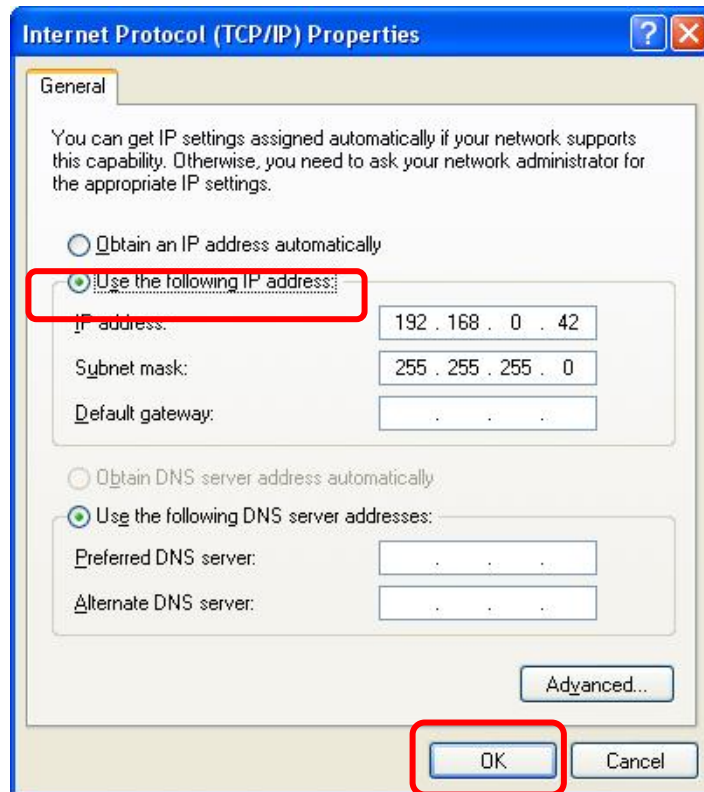 Internet Protocol (TCP/IP) Properties
General
You can get IP settings assigned automatically if your network supports
this capability. Otherwise, you need to ask your network administrator for
the appropriate IP settings.
Obtain an IP address automatically
Use the following IP address:
IP address: 192 . 168 . 0 . 42
Subnet mask: 255 . 255 . 255 . 0
Default gateway: . . .
Obtain DNS server address automatically
Use the following DNS server addresses:
Preferred DNS server: . . .
Alternate DNS server: . . .
Advanced...
OK Cancel